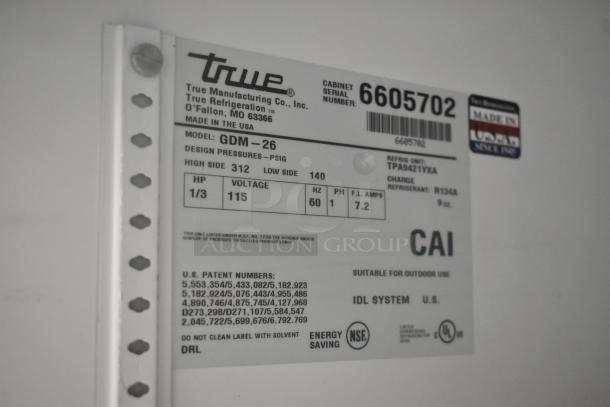 true®
True Manufacturing Co., Inc.
True Refrigeration™
O'Fallon, MO 63366
MADE IN THE USA
CABINET SERIAL NUMBER: 6605702
6605702
MADE IN
U.S.A.
SINCE 1945
MODEL: GDM-26
DESIGN PRESSURES-PSIG
HIGH SIDE 312 LOW SIDE 140
REFRIG UNIT:
TPA9421YXA
CHARGE
REFRIGERANT: R134A
9 oz.
HP VOLTAGE HZ PH F.L. AMPS
1/3 115 60 1 7.2
PCI
AUCTION GROUP
CAI
SUITABLE FOR OUTDOOR USE
IDL SYSTEM U.S.
U.S. PATENT NUMBERS:
5,553,354/5,433,082/5,182,923
5,182,924/5,076,443/4,955,486
4,890,746/4,875,745/4,127,968
D273,298/D271,107/5,584,547
2,045,722/5,699,676/6.792.769
DO NOT CLEAN LABEL WITH SOLVENT
DRL
ENERGY
SAVING
NSF.
C UL US